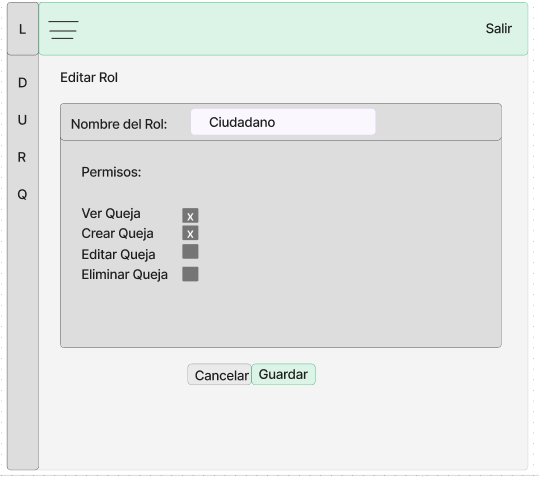 L
Salir
D
U
R
Q
Editar Rol
Nombre del Rol: Ciudadano
Permisos:
Ver Queja x
Crear Queja x
Editar Queja
Eliminar Queja
Cancelar Guardar